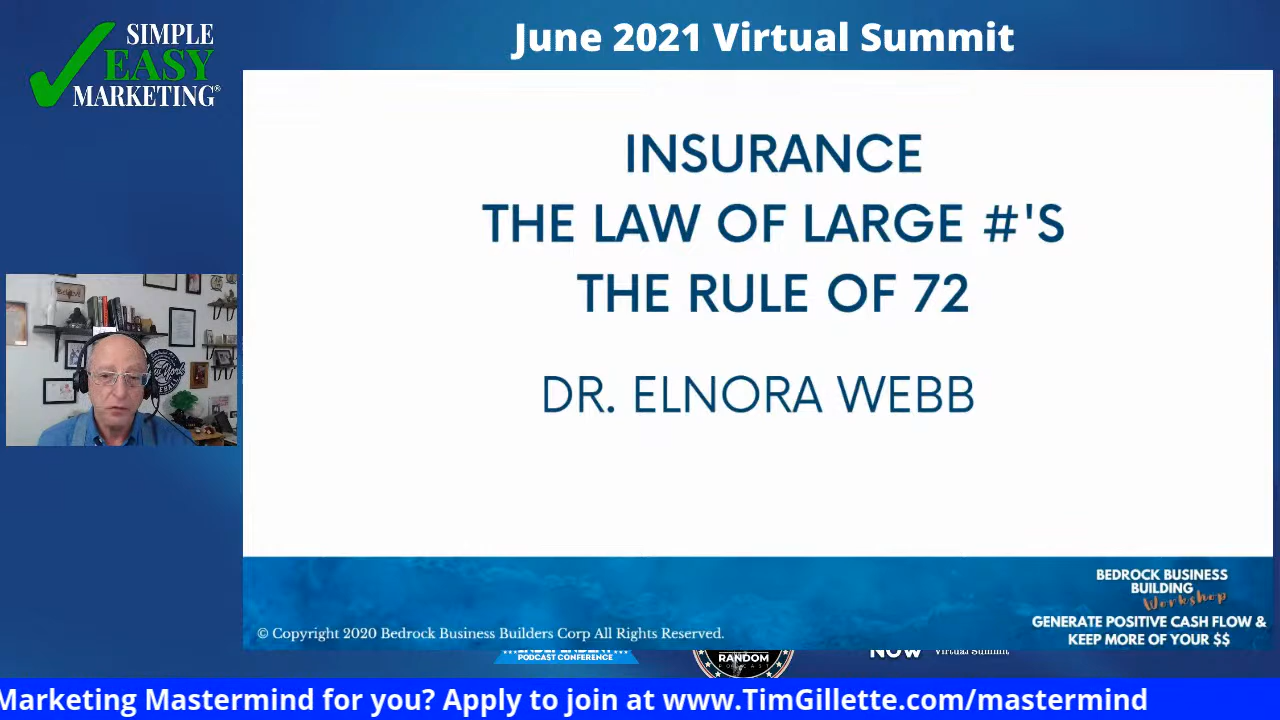 SIMPLE
EASY
MARKETING®
June 2021 Virtual Summit
INSURANCE
THE LAW OF LARGE #'S
THE RULE OF 72
DR. ELNORA WEBB
BEDROCK BUSINESS
BUILDING
Workshop
GENERATE POSITIVE CASH FLOW &
KEEP MORE OF YOUR $$
© Copyright 2020 Bedrock Business Builders Corp All Rights Reserved.
INDEPENDENT
PODCAST CONFERENCE
RANDOM
NOW
Virtual Summit
Marketing Mastermind for you? Apply to join at www.TimGillette.com/mastermind